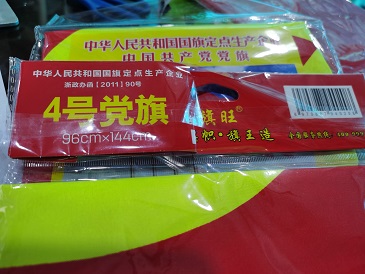 中华人民共和国国旗定点生产企业
中国共产党党旗
中华人民共和国国旗定点生产企业
浙政办函【2011】90号
4号党旗
96cm×144cm
旗旺
帜·旗王造